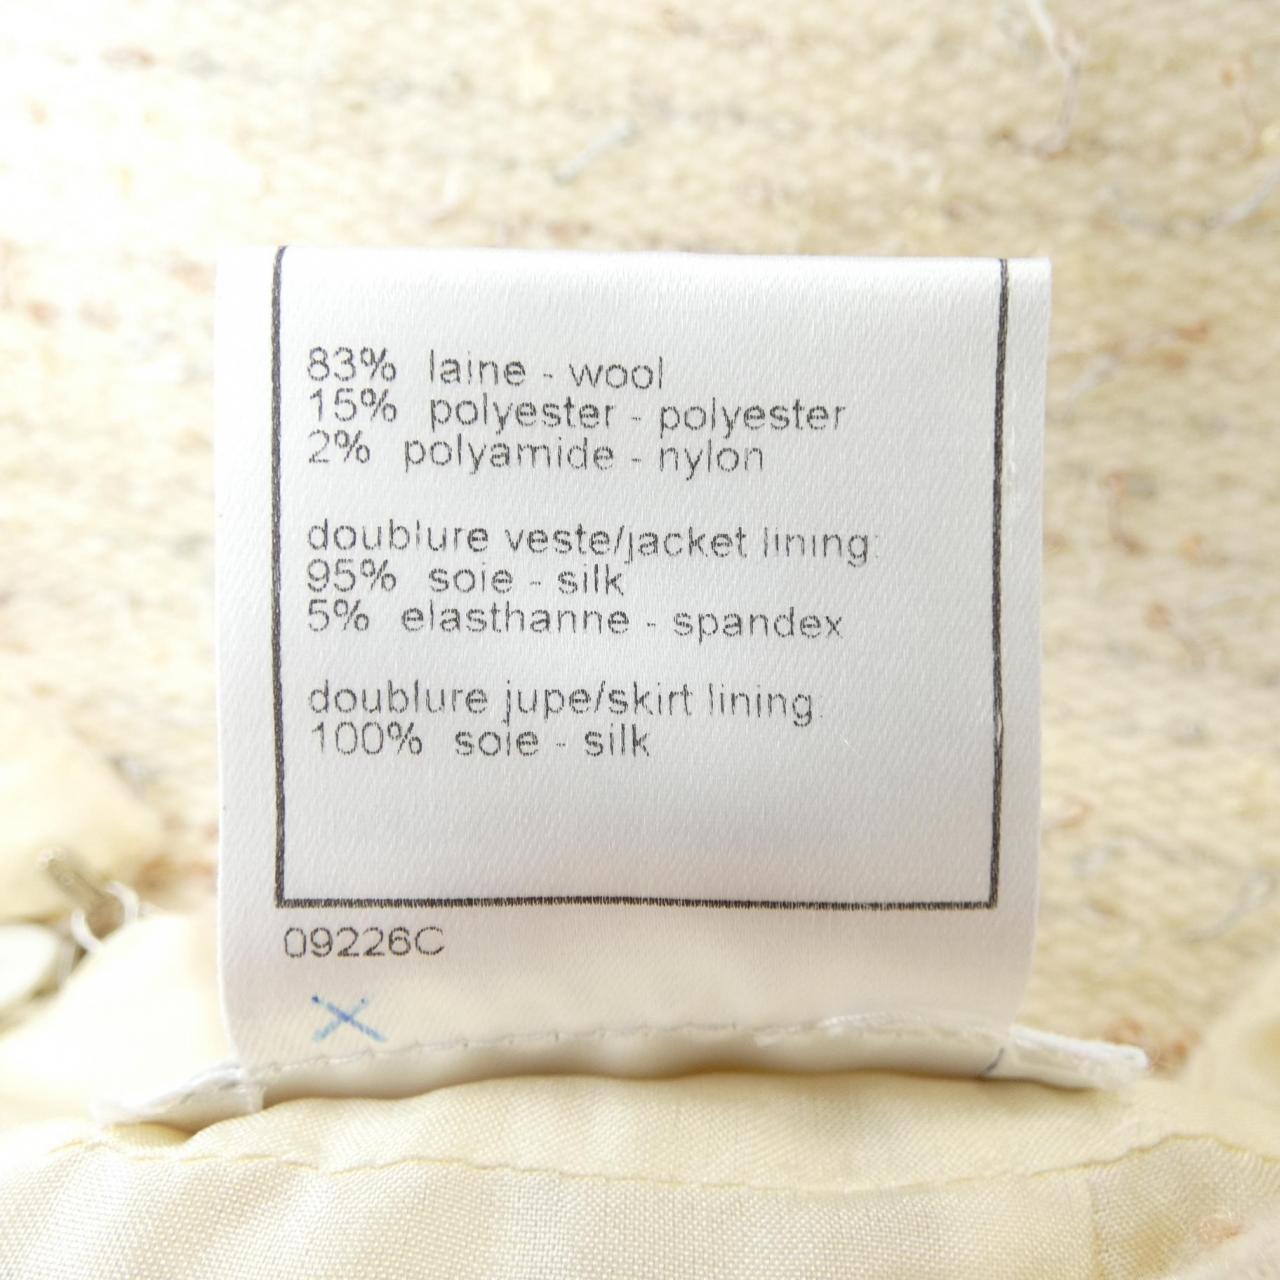 83% laine - wool
15% polyester - polyester
2% polyamide - nylon
doublure veste/jacket lining:
95% soie - silk
5% elasthanne - spandex
doublure jupe/skirt lining:
100% soie - silk
09226C
X